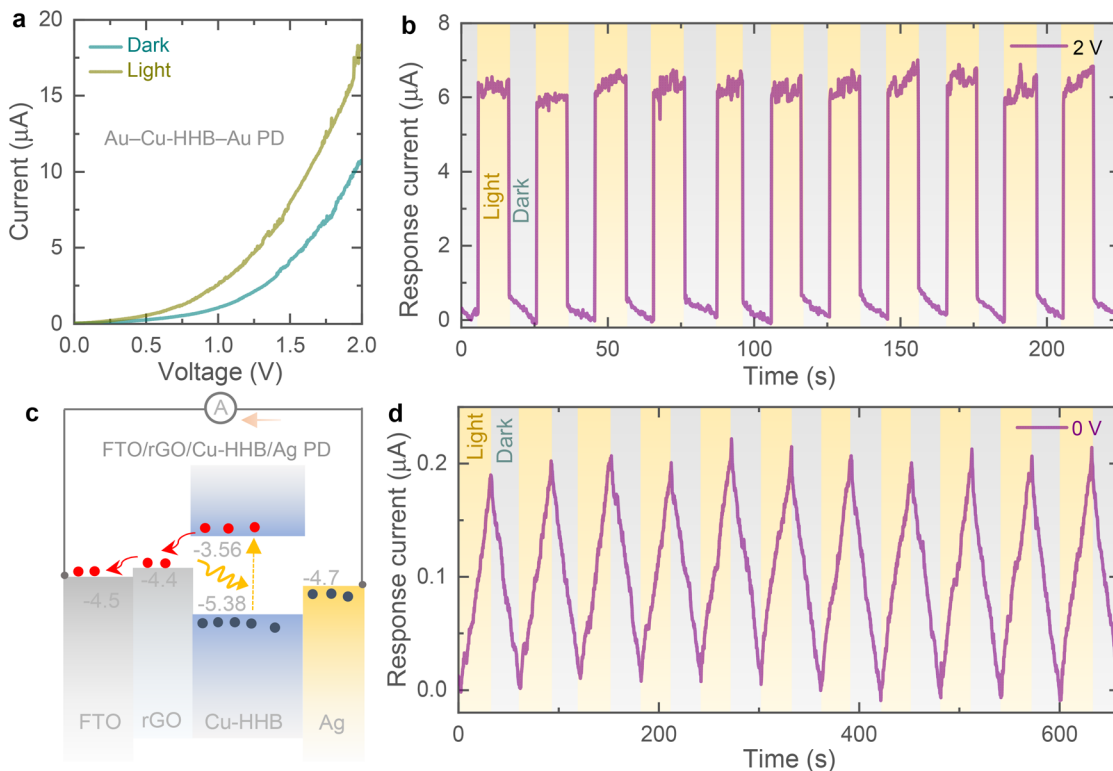 a
Dark
Light
Au–Cu-HHB–Au PD
Current (μA)
20
15
10
5
0
0.0 0.5 1.0 1.5 2.0
Voltage (V)
b
2 V
Light
Dark
Response current (μA)
8
6
4
2
0
0 50 100 150 200
Time (s)
c
A
FTO/rGO/Cu-HHB/Ag PD
-3.56
-4.4
-4.5
-4.7
-5.38
FTO rGO Cu-HHB Ag
d
0 V
Light
Dark
Response current (μA)
0.2
0.1
0.0
0 200 400 600
Time (s)